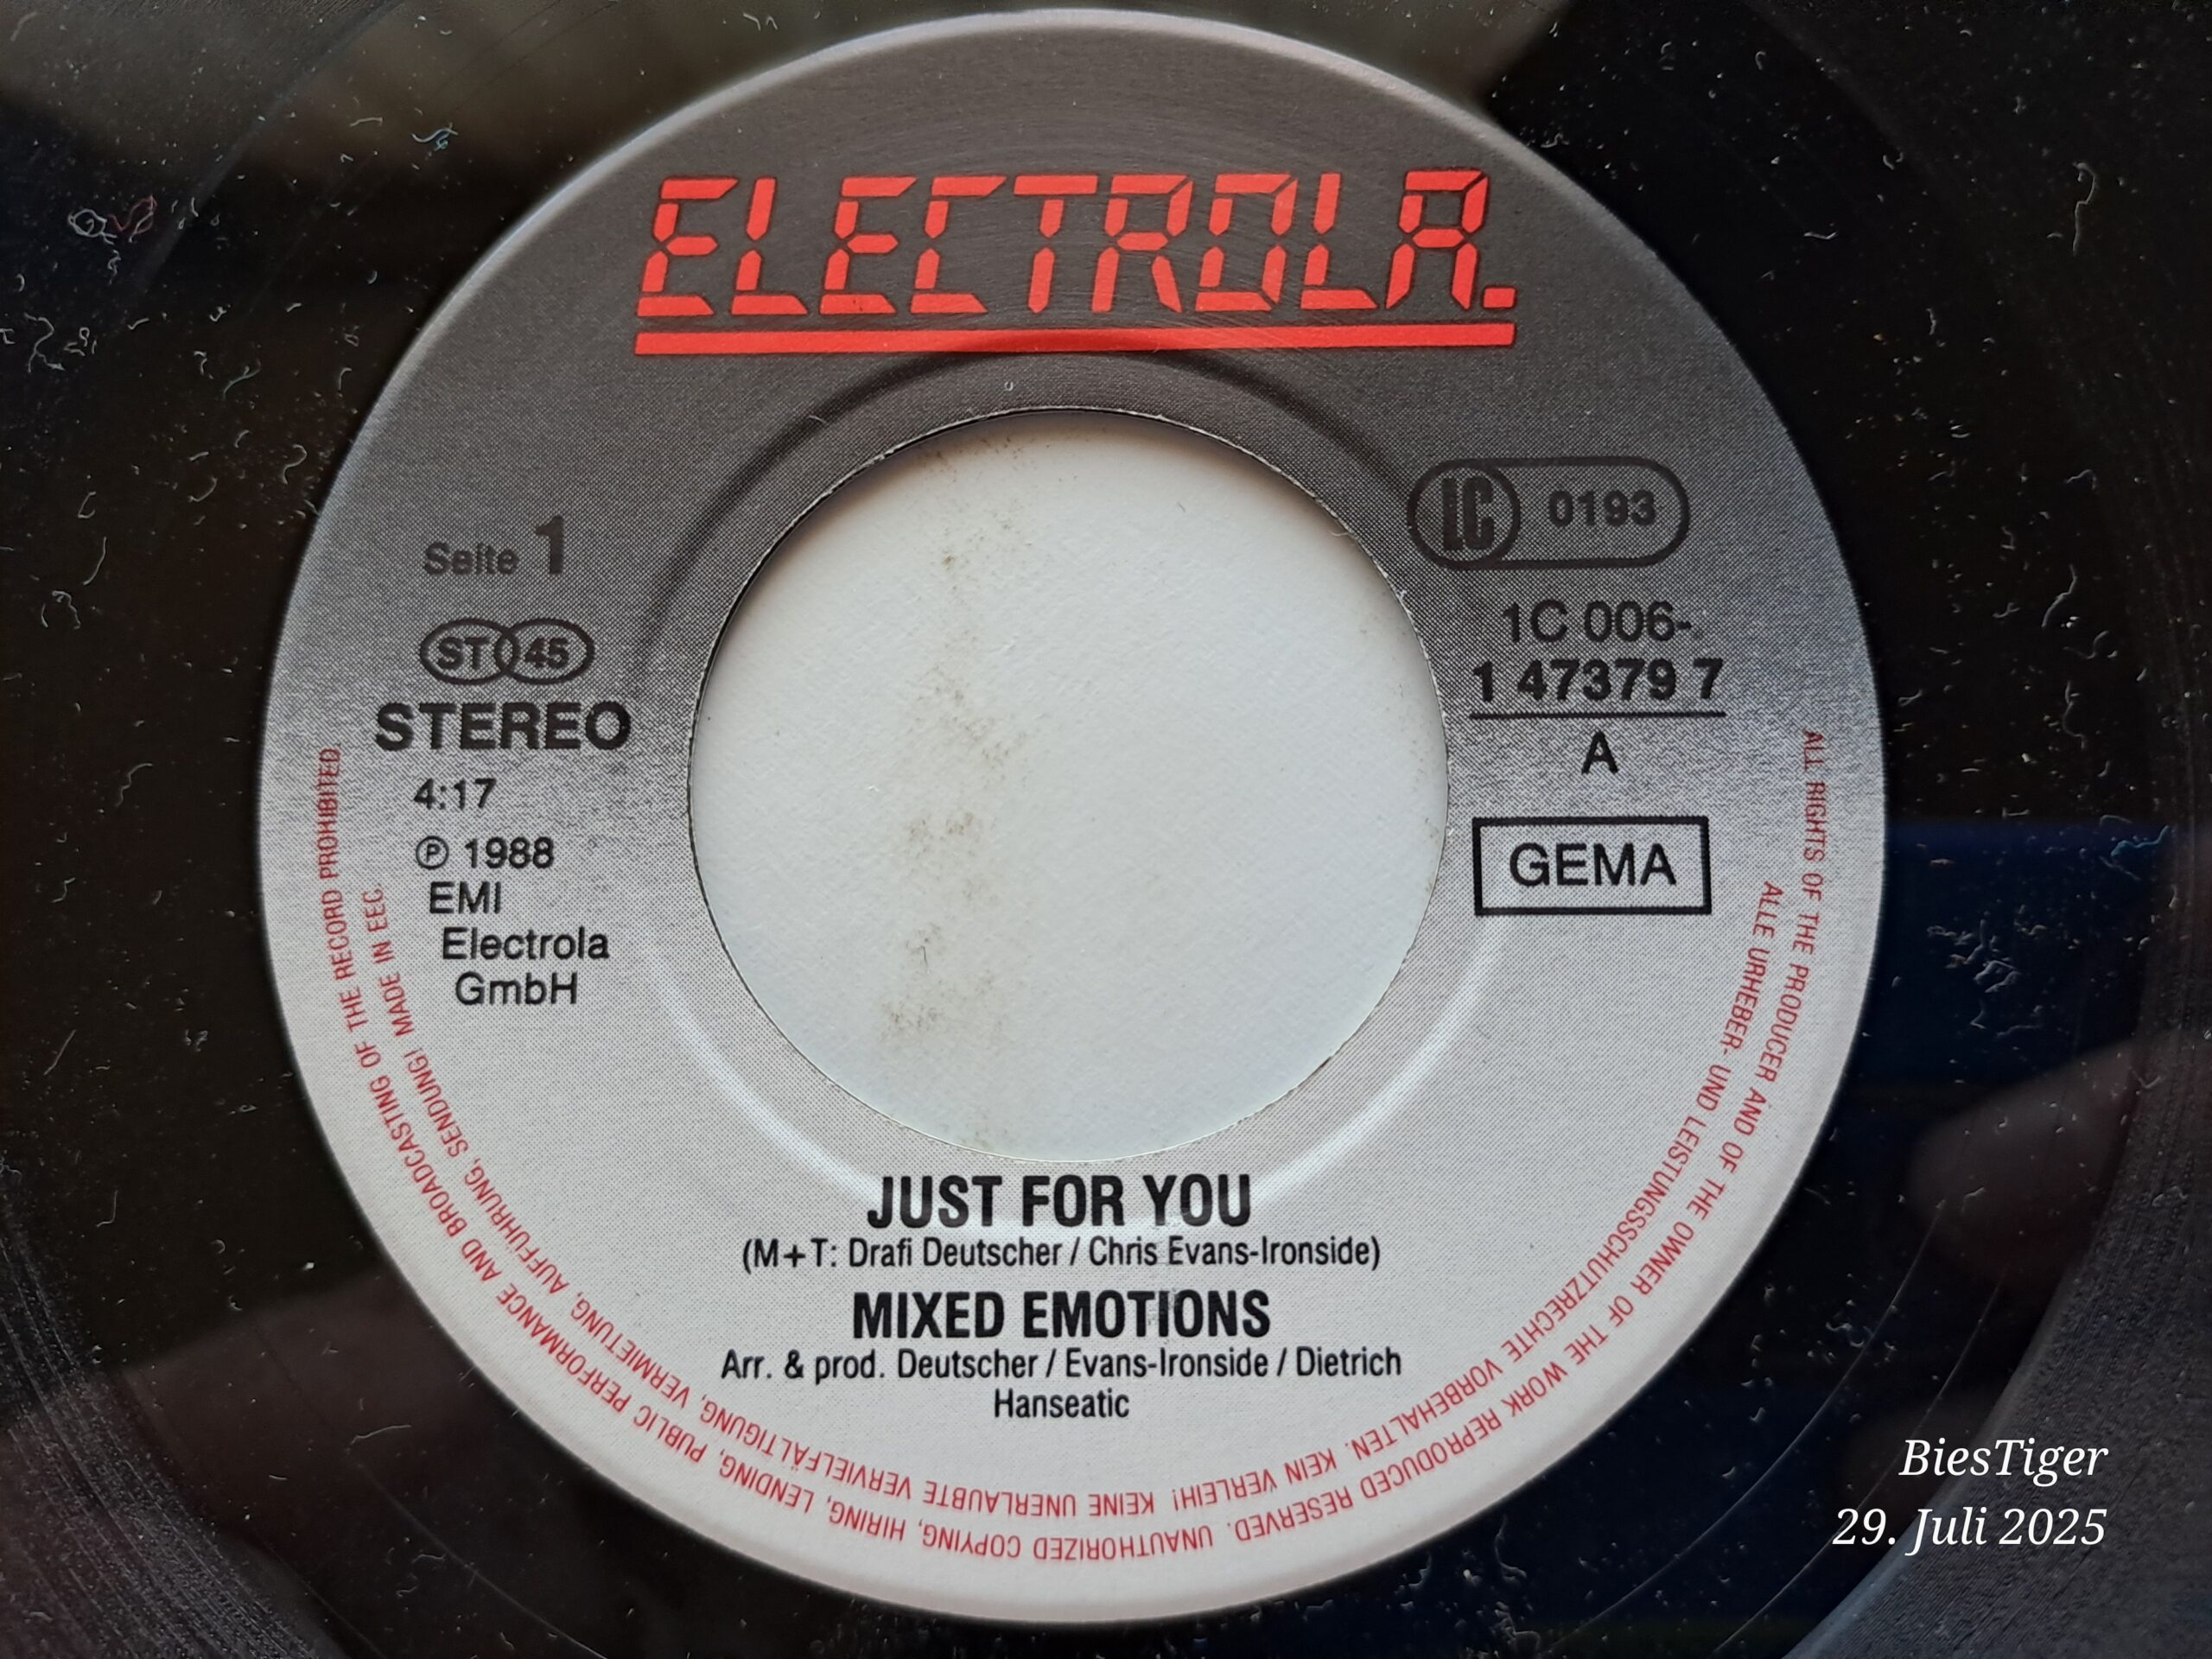 ELECTROLA.
Seite 1
ST 45
STEREO
4:17
℗ 1988
EMI
Electrola
GmbH
LC 0193
1C 006-
1 47379 7
A
GEMA
JUST FOR YOU
(M+T: Drafi Deutscher / Chris Evans-Ironside)
MIXED EMOTIONS
Arr. & prod. Deutscher / Evans-Ironside / Dietrich
Hanseatic
ALL RIGHTS OF THE PRODUCER AND OF THE OWNER OF THE WORK REPRODUCED RESERVED. UNAUTHORIZED COPYING, HIRING, LENDING, PUBLIC PERFORMANCE AND BROADCASTING OF THE RECORD PROHIBITED
ALLE URHEBER- UND LEISTUNGSSCHUTZRECHTE VORBEHALTEN. KEIN VERLEIH! KEINE UNERLAUBTE VERVIELFÄLTIGUNG, VERMIETUNG, AUFFÜHRUNG, SENDUNG! MADE IN EEC.
BiesTiger
29. Juli 2025